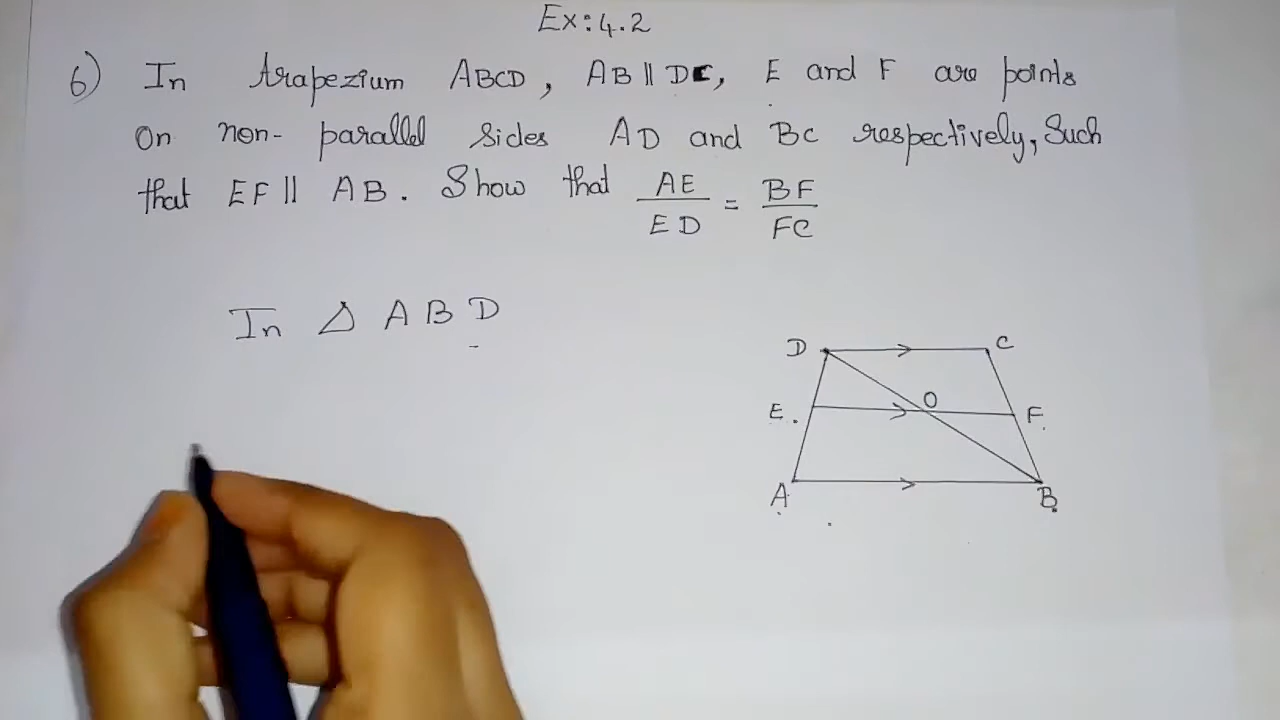 Ex: 4.2
6) In trapezium ABCD, AB || DC, E and F are points
on non-parallel sides AD and BC respectively, Such
that EF || AB. Show that AE/ED = BF/FC
In △ ABD
D C
E. O F.
A B